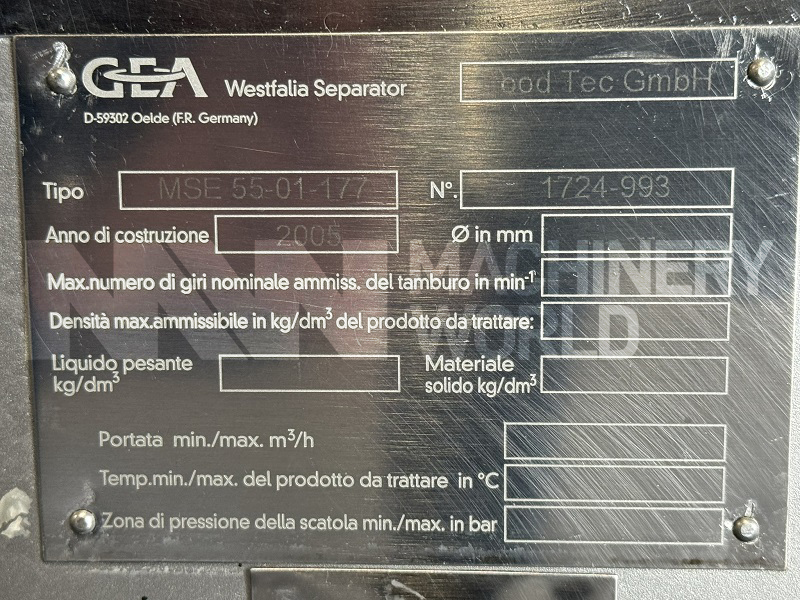 GEA Westfalia Separator ood Tec GmbH
D-59302 Oelde (F.R. Germany)
Tipo MSE 55-01-177 N°. 1724-993
Anno di costruzione 2005 Ø in mm
Max.numero di giri nominale ammiss. del tamburo in min-1
Densità max.ammissibile in kg/dm3 del prodotto da trattare:
Liquido pesante kg/dm3
Materiale solido kg/dm3
Portata min./max. m3/h
Temp.min./max. del prodotto da trattare in °C
Zona di pressione della scatola min./max. in bar
MW MACHINERY
WORLD